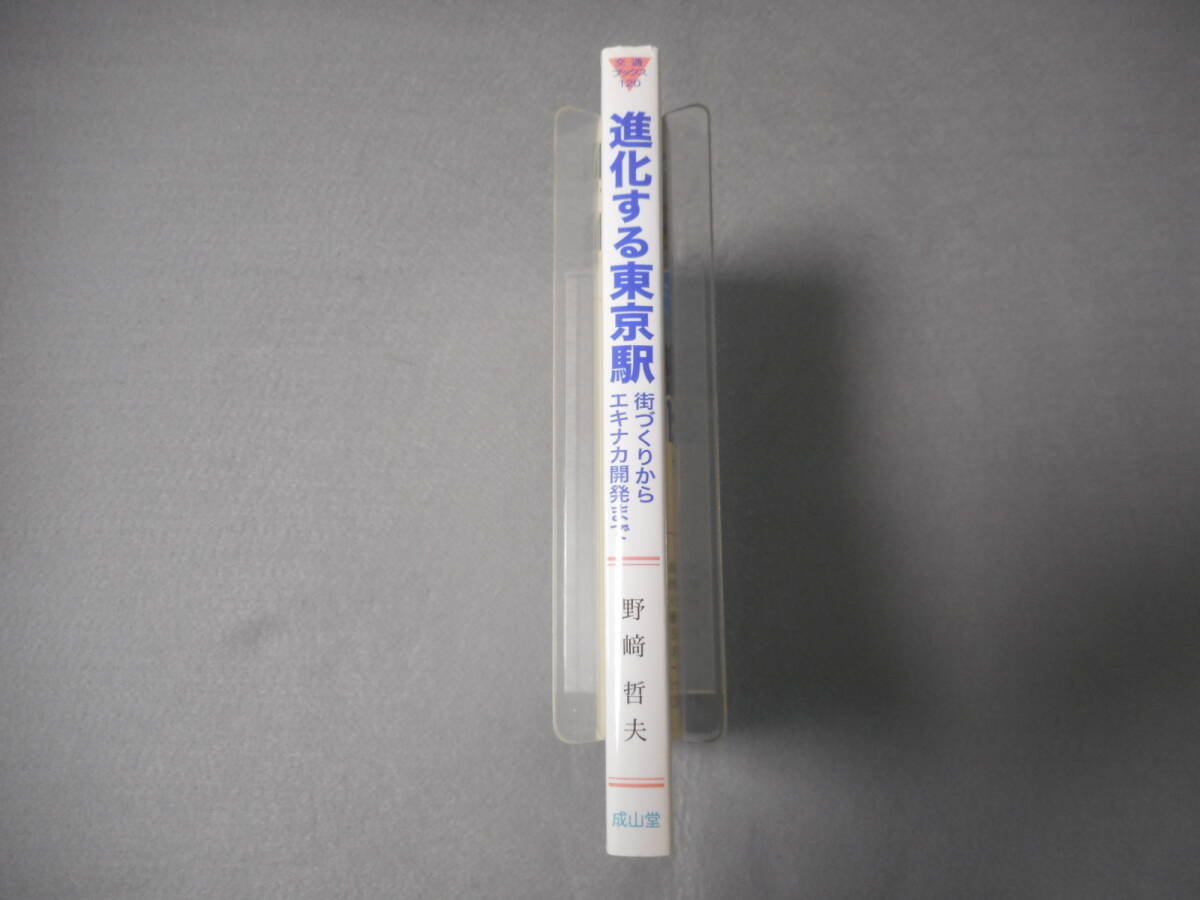 交通
ブックス
120
進化する東京駅
街づくりから
エキナカ開発まで
野﨑哲夫
成山堂